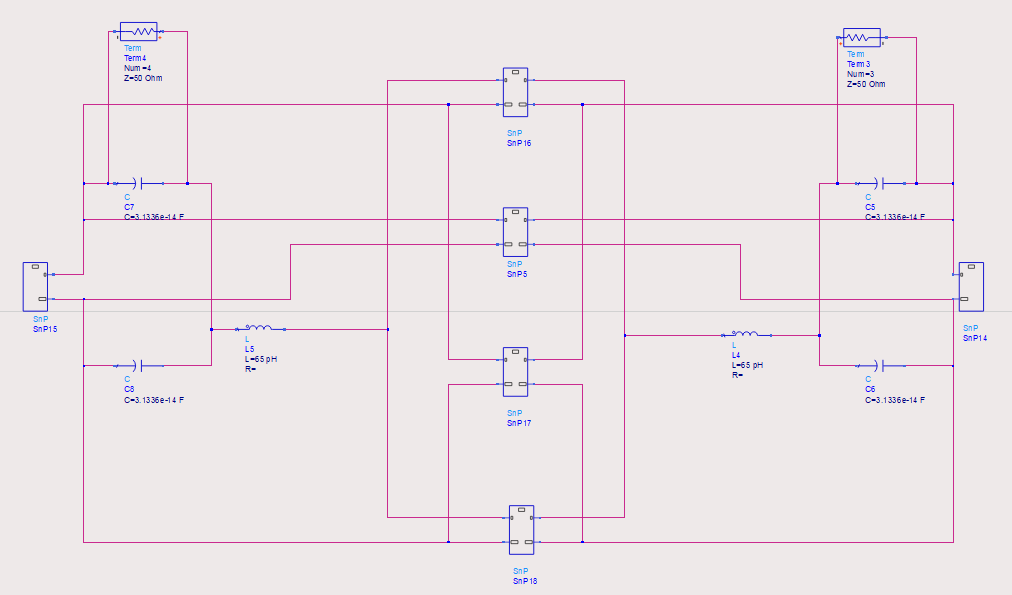 Term
Term4
Num=4
Z=50 Ohm
Term
Term3
Num=3
Z=50 Ohm
SnP
SnP16
C
C7
C=3.1336e-14 F
C
C5
C=3.1336e-14 F
SnP
SnP5
SnP
SnP15
SnP
SnP14
L
L5
L=65 pH
R=
L
L4
L=65 pH
R=
C
C8
C=3.1336e-14 F
C
C6
C=3.1336e-14 F
SnP
SnP17
SnP
SnP18